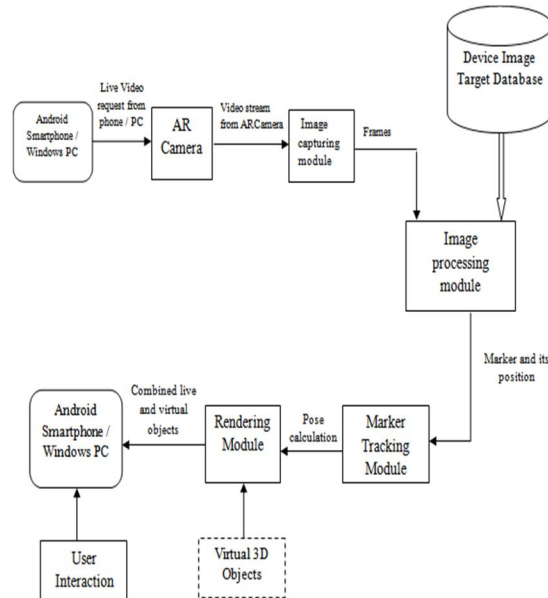 Device Image
Target Database
Live Video
request from
phone / PC
Android
Smartphone /
Windows PC
AR
Camera
Video stream
from ARCamera
Image
capturing
module
Frames
Image
processing
module
Marker and its
position
Marker
Tracking
Module
Pose
calculation
Rendering
Module
Combined live
and virtual
objects
Android
Smartphone /
Windows PC
User
Interaction
Virtual 3D
Objects